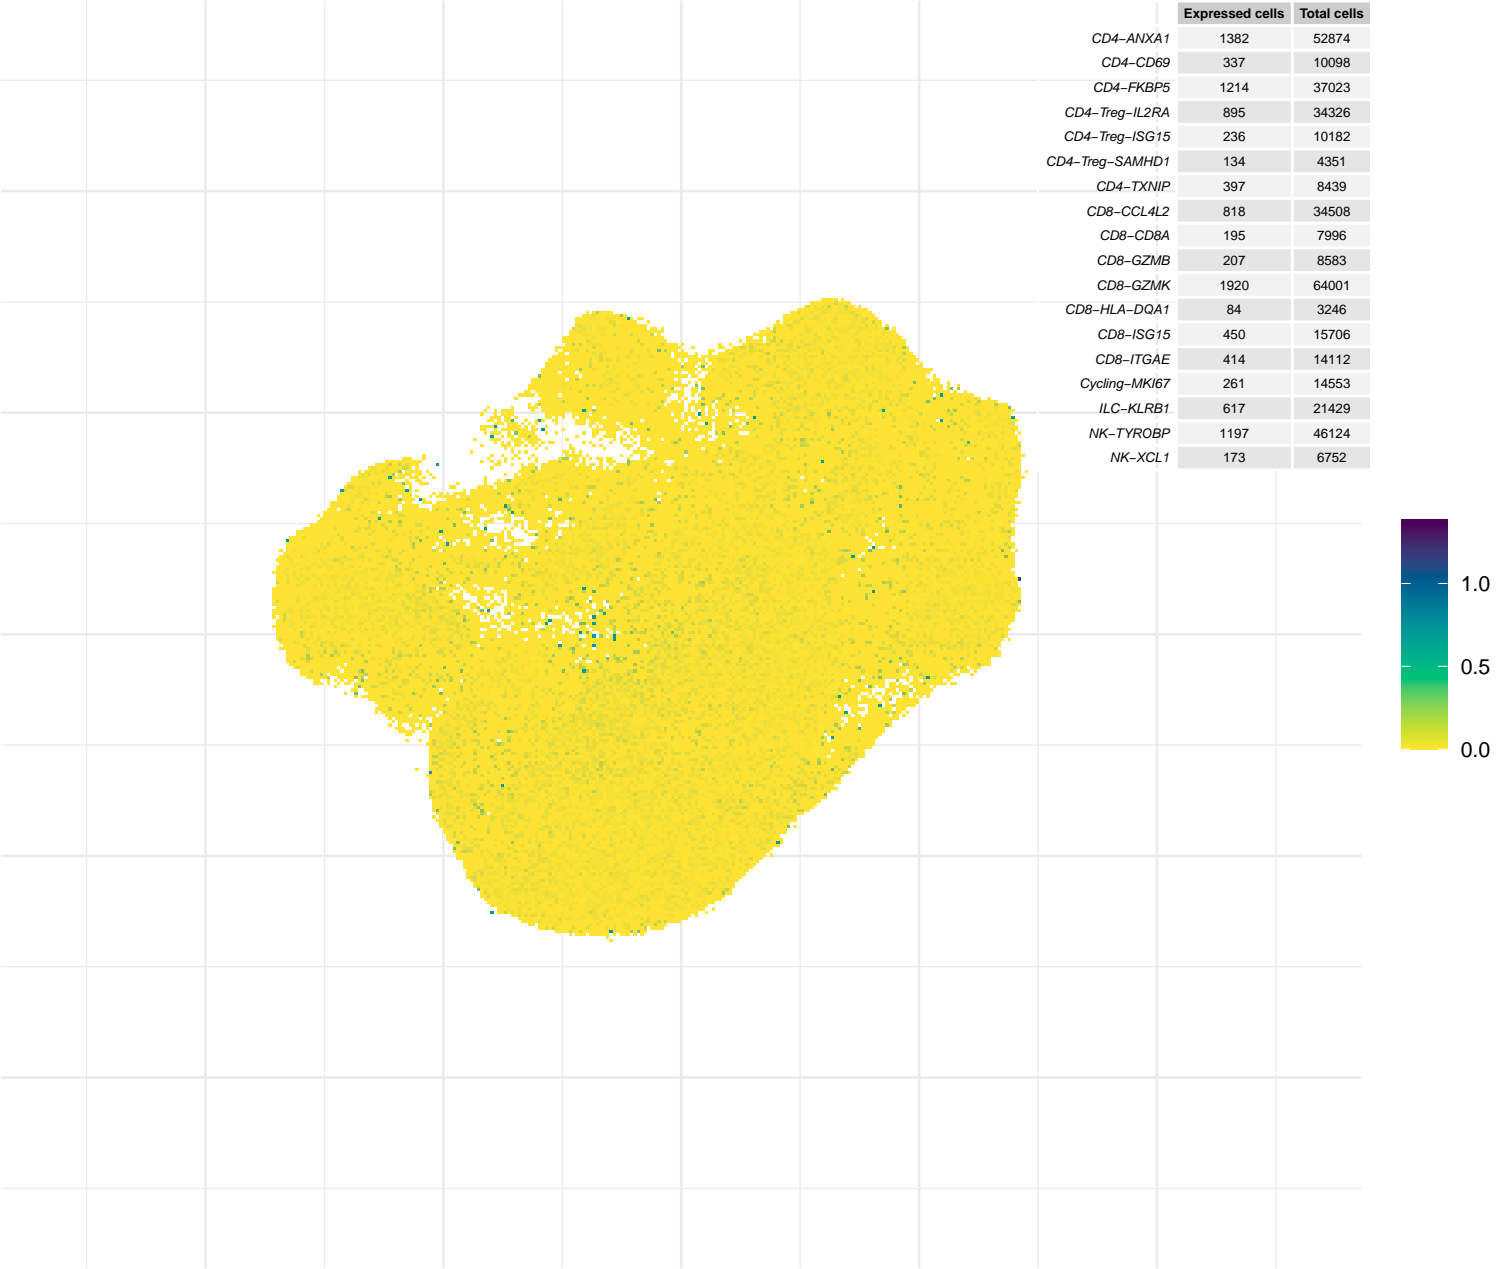 Expressed cells Total cells
CD4−ANXA1 1382 52874
CD4−CD69 337 10098
CD4−FKBP5 1214 37023
CD4−Treg−IL2RA 895 34326
CD4−Treg−ISG15 236 10182
CD4−Treg−SAMHD1 134 4351
CD4−TXNIP 397 8439
CD8−CCL4L2 818 34508
CD8−CD8A 195 7996
CD8−GZMB 207 8583
CD8−GZMK 1920 64001
CD8−HLA−DQA1 84 3246
CD8−ISG15 450 15706
CD8−ITGAE 414 14112
Cycling−MKI67 261 14553
ILC−KLRB1 617 21429
NK−TYROBP 1197 46124
NK−XCL1 173 6752
1.0
0.5
0.0